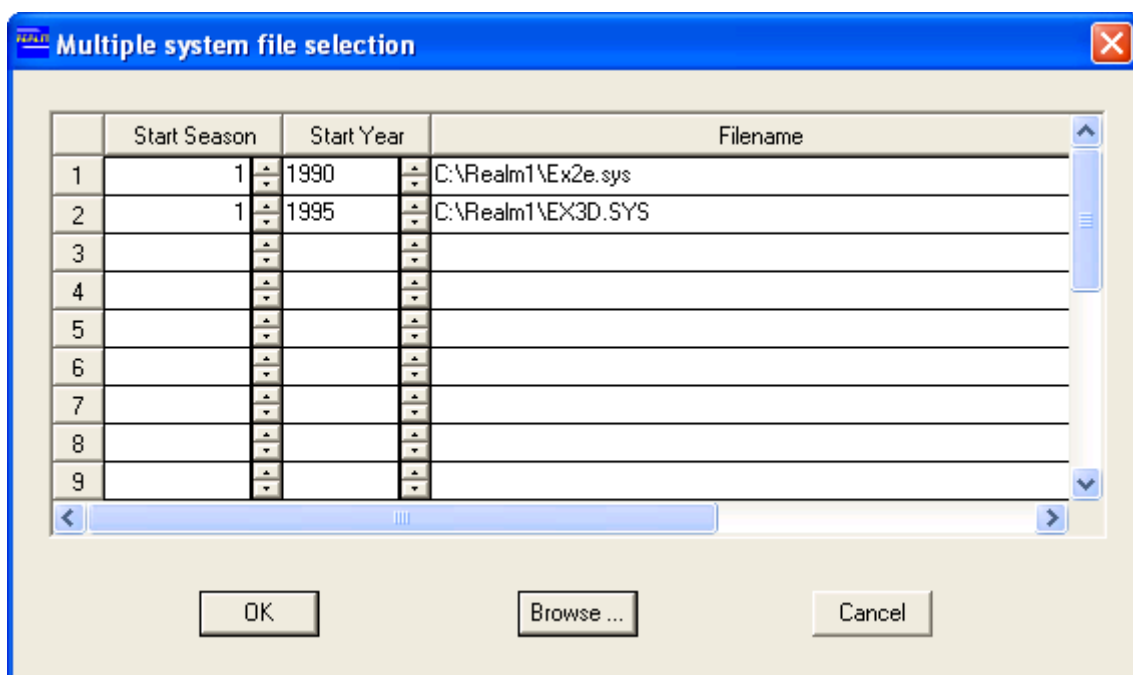 Multiple system file selection
Start Season Start Year Filename
1 1 1990 C:\Realm1\Ex2e.sys
2 1 1995 C:\Realm1\EX3D.SYS
3
4
5
6
7
8
9
OK Browse ... Cancel